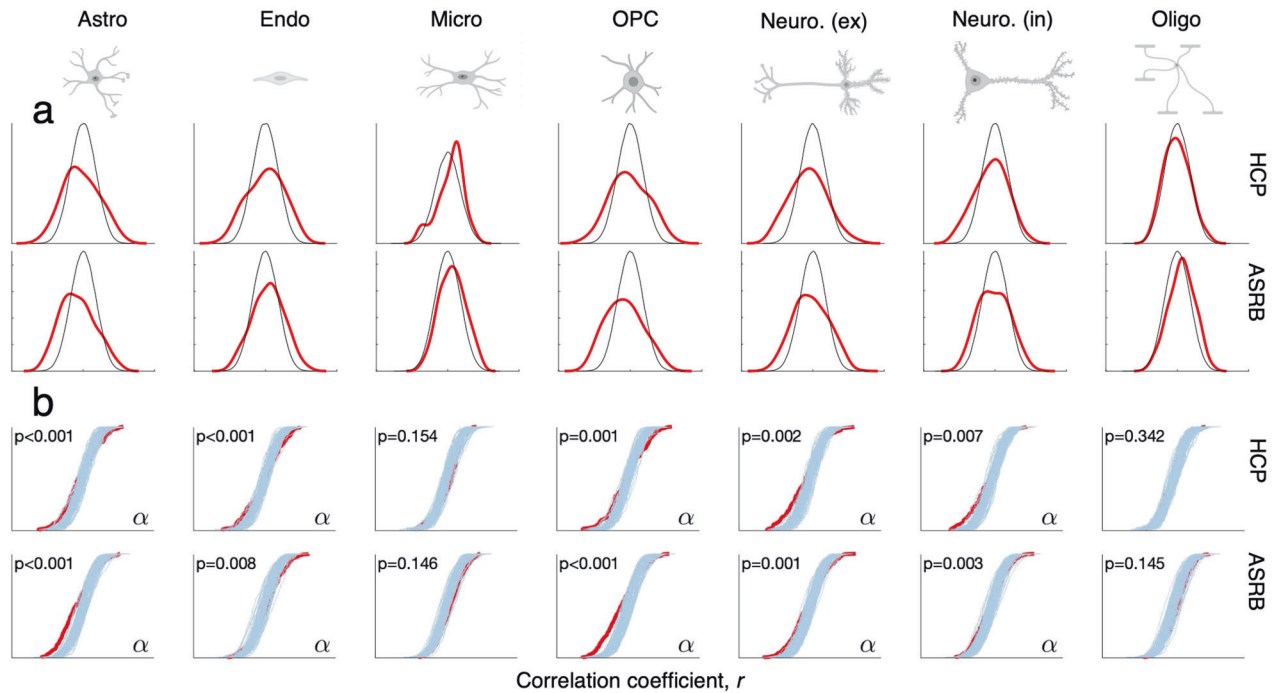 Astro Endo Micro OPC Neuro. (ex) Neuro. (in) Oligo
a
HCP
ASRB
b
p<0.001 p<0.001 p=0.154 p=0.001 p=0.002 p=0.007 p=0.342
HCP
α α α α α
p<0.001 p=0.008 p=0.146 p<0.001 p=0.001 p=0.003 p=0.145
ASRB
α α α α α
Correlation coefficient, r